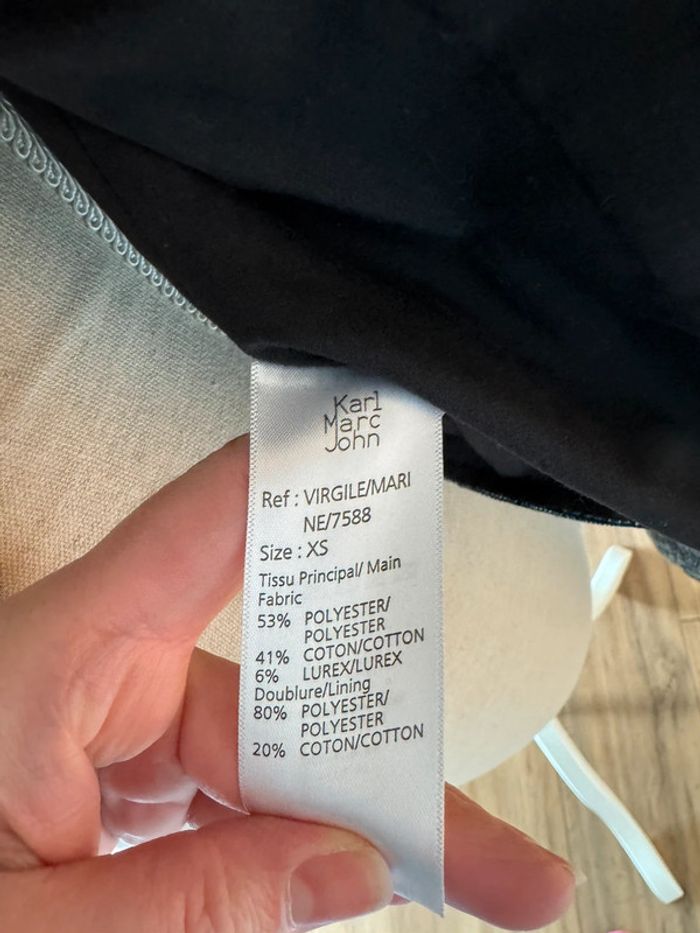 Karl
Marc
John
Ref : VIRGILE/MARI
NE/7588
Size : XS
Tissu Principal/ Main
Fabric
53% POLYESTER/
POLYESTER
41% COTON/COTTON
6% LUREX/LUREX
Doublure/Lining
80% POLYESTER/
POLYESTER
20% COTON/COTTON